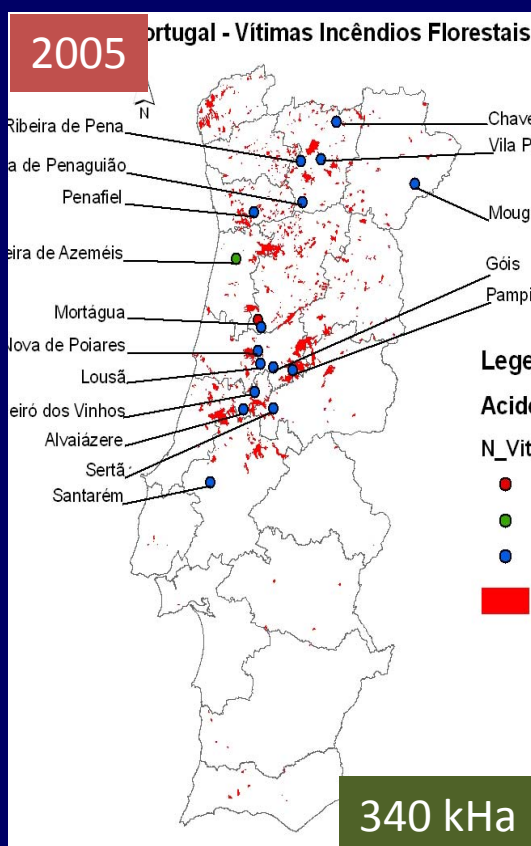 2005
ortugal - Vítimas Incêndios Florestais
N
Chave
Ribeira de Pena
Vila P
a de Penaguião
Penafiel
Moug
eira de Azeméis
Góis
Pampi
Mortágua
Nova de Poiares
Lege
Lousã
Acide
eiró dos Vinhos
Alvaiázere
N_Vit
Sertã
Santarém
340 kHa